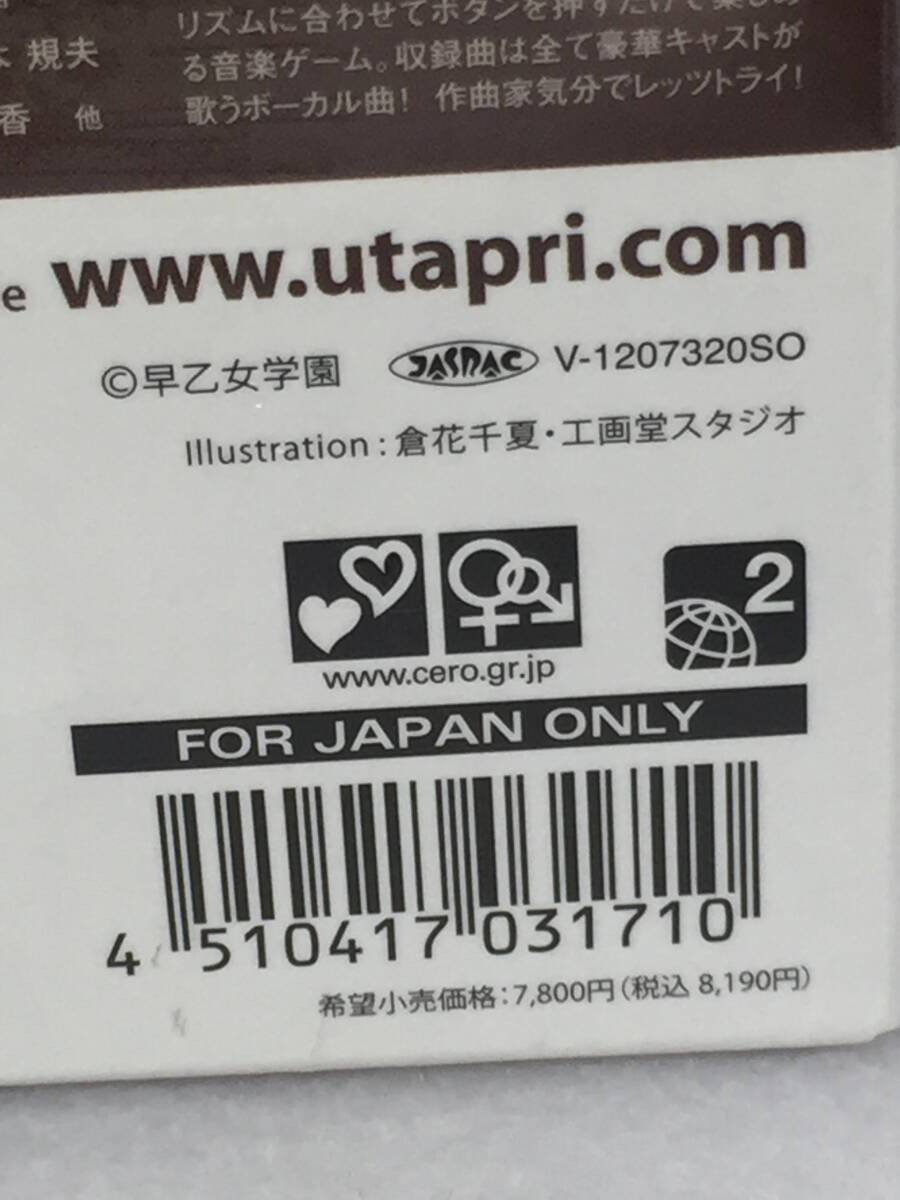 リズムに合わせてボタンを押すだけで楽しめ
規夫
る音楽ゲーム。収録曲は全て豪華キャストが
香 他
歌うボーカル曲! 作曲家気分でレッツトライ!
e www.utapri.com
©早乙女学園 JASRAC V-1207320SO
Illustration:倉花千夏・工画堂スタジオ
2
www.cero.gr.jp
FOR JAPAN ONLY
4 510417 031710
希望小売価格:7,800円(税込 8,190円)